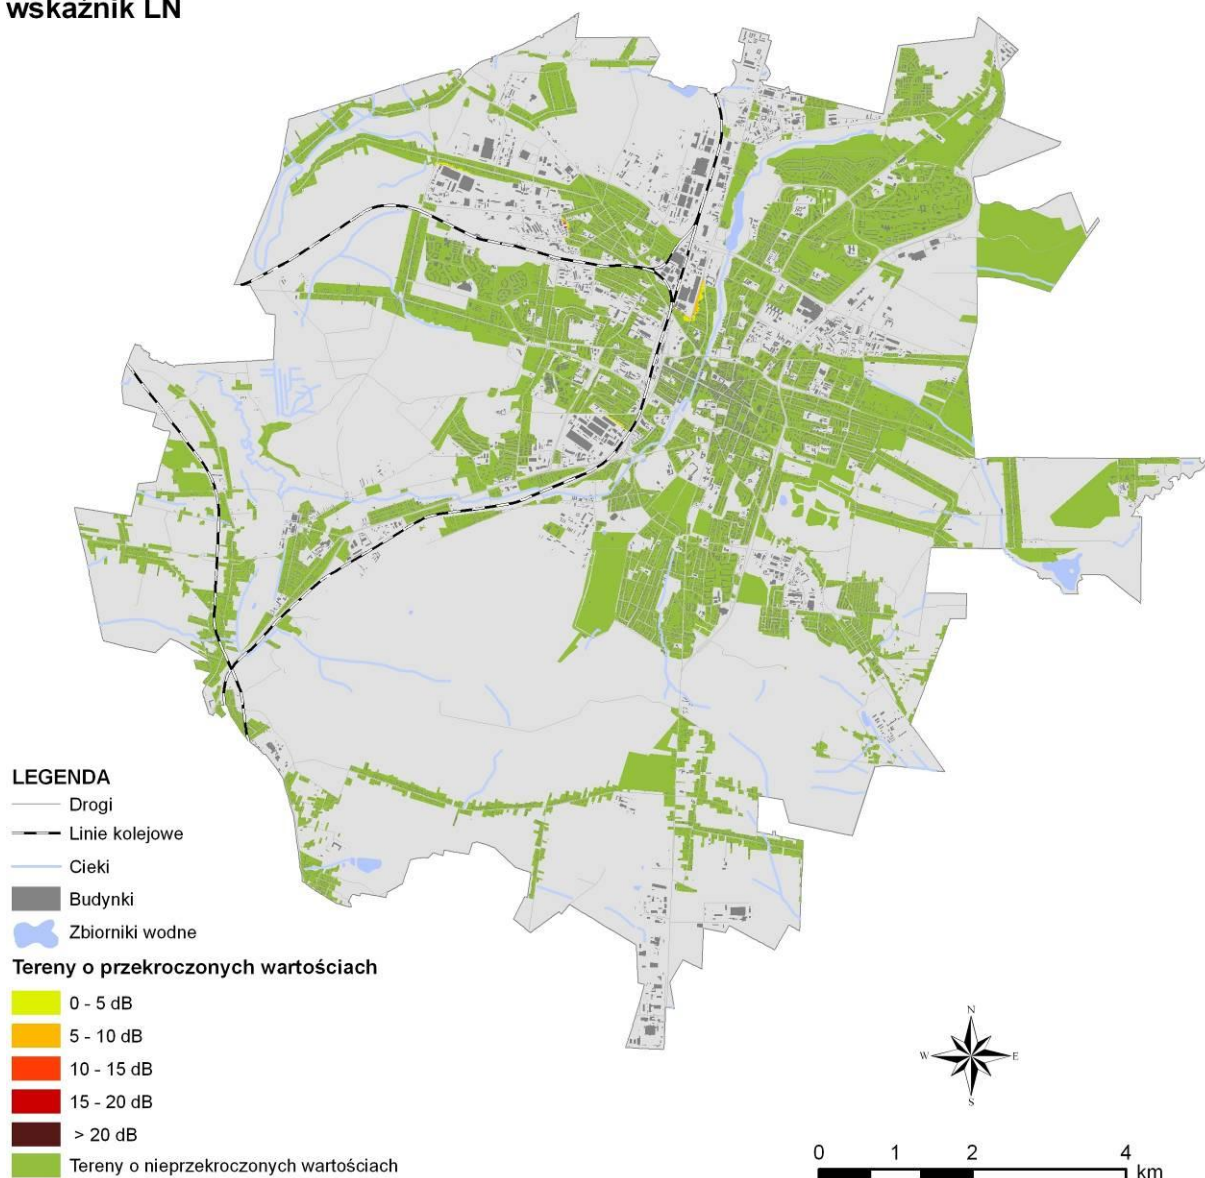 wskaźnik LN
LEGENDA
Drogi
Linie kolejowe
Cieki
Budynki
Zbiorniki wodne
Tereny o przekroczonych wartościach
0 - 5 dB
5 - 10 dB
10 - 15 dB
15 - 20 dB
> 20 dB
Tereny o nieprzekroczonych wartościach
N
W E
S
0 1 2 4
km